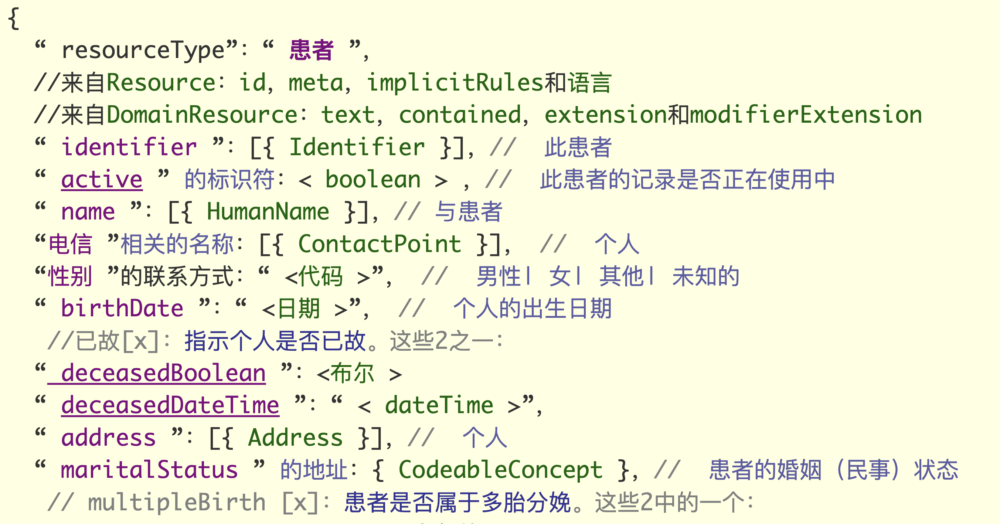 {
“ resourceType”：“ 患者 ”，
//来自Resource：id，meta，implicitRules和语言
//来自DomainResource：text，contained，extension和modifierExtension
“ identifier ”：[{ Identifier }]，//  此患者
“ active ” 的标识符：< boolean > ，//  此患者的记录是否正在使用中
“ name ”：[{ HumanName }]，// 与患者
“电信 ”相关的名称：[{ ContactPoint }]， //  个人
“性别 ”的联系方式：“ <代码 >”， //  男性| 女| 其他| 未知的
“ birthDate ”：“ <日期 >”， //  个人的出生日期
//已故[x]：指示个人是否已故。这些2之一：
“ deceasedBoolean ”：<布尔 >
“ deceasedDateTime ”：“ < dateTime >”，
“ address ”：[{ Address }]，//  个人
“ maritalStatus ” 的地址：{ CodeableConcept }，//  患者的婚姻（民事）状态
// multipleBirth [x]：患者是否属于多胎分娩。这些2中的一个：